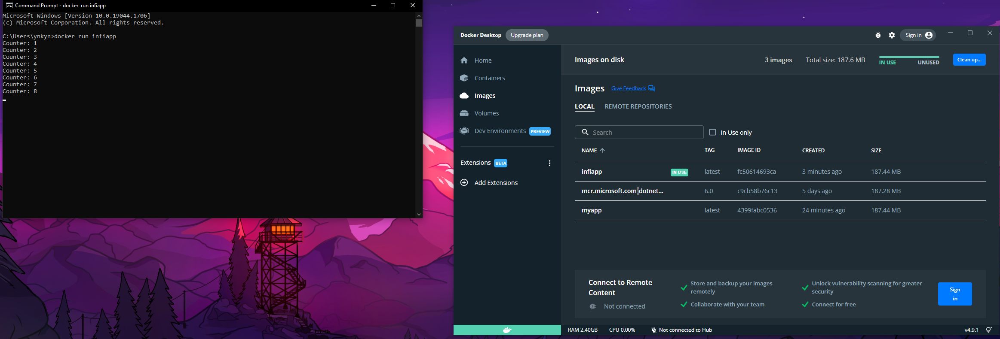 Command Prompt - docker  run infiapp
Microsoft Windows [Version 10.0.19044.1706]
(c) Microsoft Corporation. All rights reserved.
C:\Users\ynkyn>docker run infiapp
Counter: 1
Counter: 2
Counter: 3
Counter: 4
Counter: 5
Counter: 6
Counter: 7
Counter: 8
Docker Desktop Upgrade plan Sign in
Home
Containers
Images
Volumes
Dev Environments PREVIEW
Extensions BETA
Add Extensions
Images on disk 3 images Total size: 187.6 MB IN USE UNUSED Clean up...
Images Give Feedback
LOCAL REMOTE REPOSITORIES
Search In Use only
NAME TAG IMAGE ID CREATED SIZE
infiapp IN USE latest fc50614693ca 3 minutes ago 187.44 MB
mcr.microsoft.com/dotnet... 6.0 c9cb58b76c13 5 days ago 187.28 MB
myapp latest 4399fabc0536 24 minutes ago 187.44 MB
Connect to Remote
Content
Not connected
Store and backup your images
remotely
Collaborate with your team
Unlock vulnerability scanning for greater
security
Connect for free
Sign
in
RAM 2.40GB CPU 0.00% Not connected to Hub v4.9.1